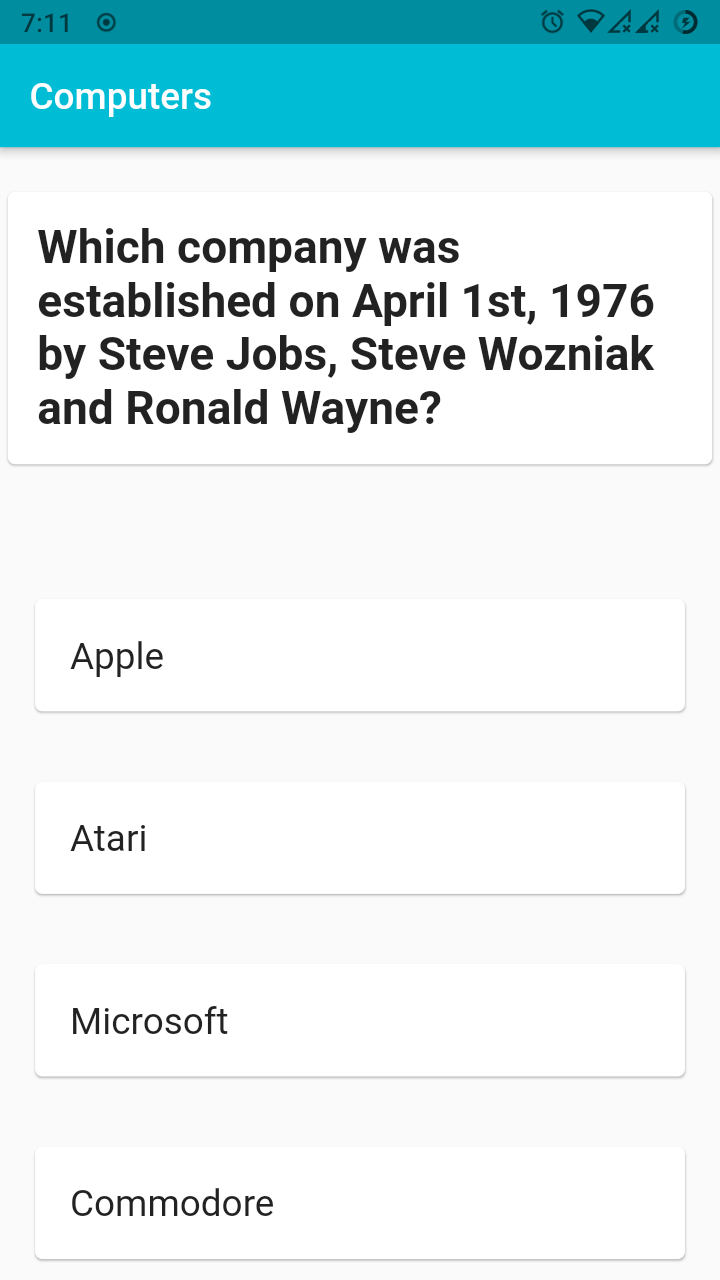 7:11
Computers
Which company was
established on April 1st, 1976
by Steve Jobs, Steve Wozniak
and Ronald Wayne?
Apple
Atari
Microsoft
Commodore